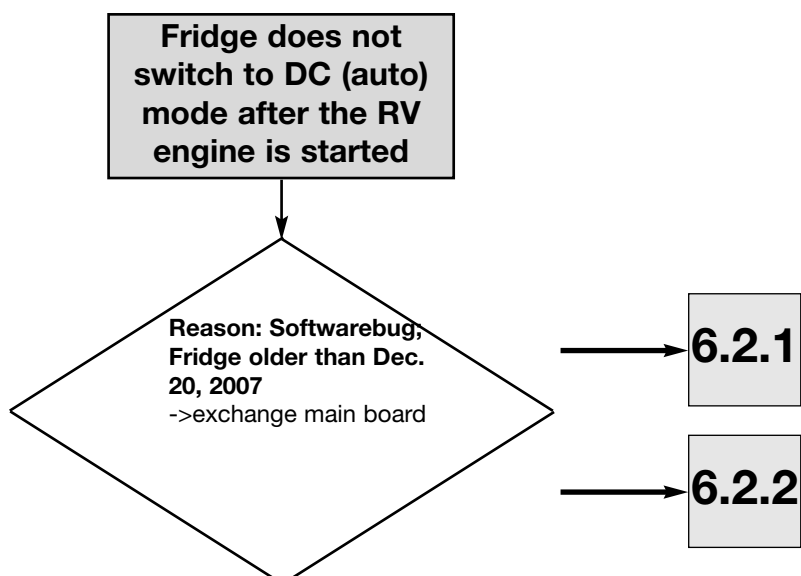 Fridge does not
switch to DC (auto)
mode after the RV
engine is started
Reason: Softwarebug;
Fridge older than Dec.
20, 2007
->exchange main board
6.2.1
6.2.2